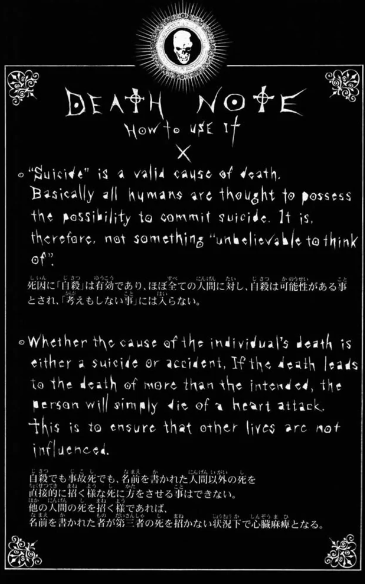 DEATH NOTE
How to use it
X
○ "Suicide" is a valid cause of death.
Basically all humans are thought to possess
the possibility to commit suicide. It is,
therefore, not something "unbelievable to think
of".
死因に「自殺」は有効であり、ほぼ全ての人間に対し、自殺は可能性がある事
とされ、「考えもしない事」には入らない。
○ Whether the cause of the individual's death is
either a suicide or accident, If the death leads
to the death of more than the intended, the
person will simply die of a heart attack.
This is to ensure that other lives are not
influenced.
自殺でも事故死でも、名前を書かれた人間以外の死を
直接的に招く様な死に方をさせる事はできない。
他の人間の死を招く様であれば、
名前を書かれた者が第三者の死を招かない状況下で心臓麻痺となる。